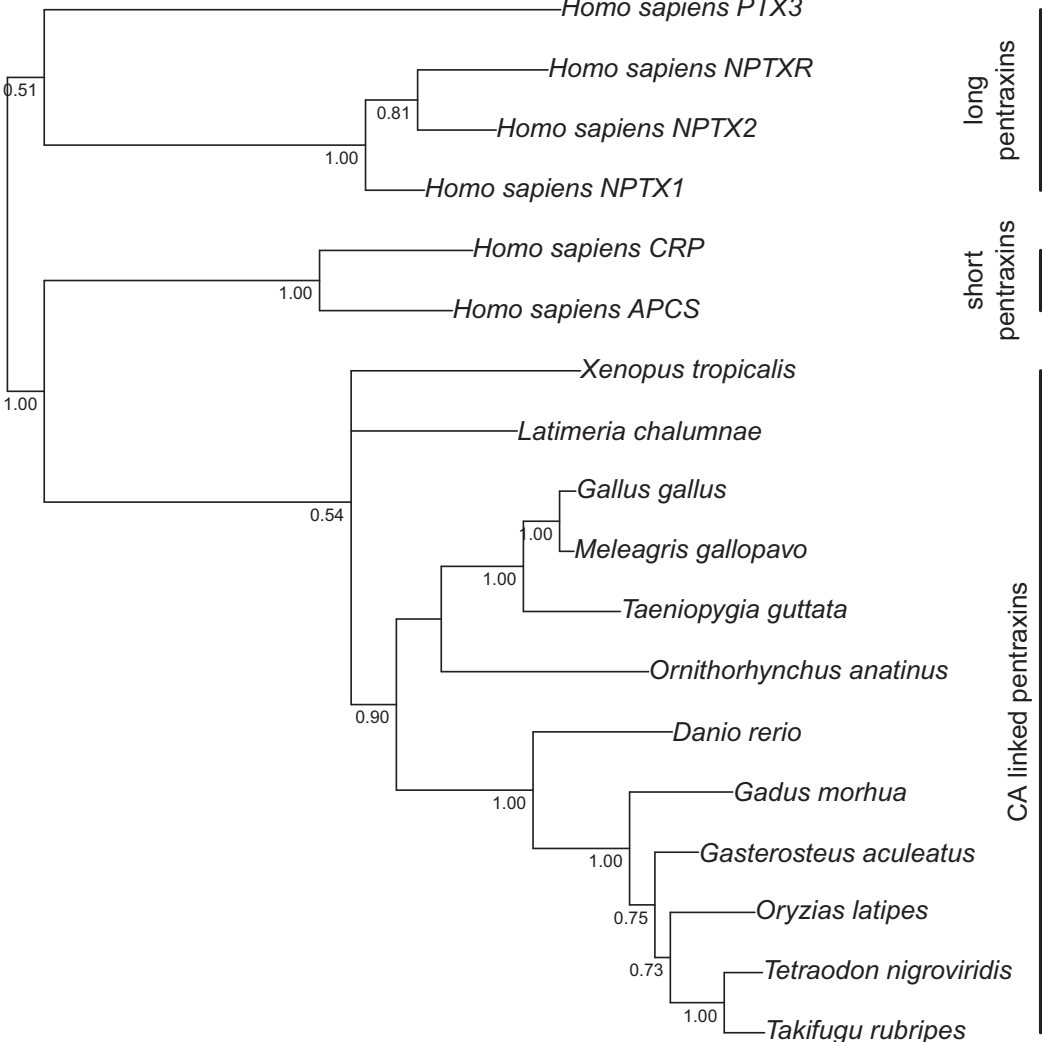 Homo sapiens PTX3
0.51
Homo sapiens NPTXR
0.81
Homo sapiens NPTX2
1.00
Homo sapiens NPTX1
long
pentraxins
Homo sapiens CRP
1.00
Homo sapiens APCS
short
pentraxins
Xenopus tropicalis
1.00
Latimeria chalumnae
Gallus gallus
0.54
1.00
Meleagris gallopavo
1.00
Taeniopygia guttata
Ornithorhynchus anatinus
0.90
Danio rerio
1.00
Gadus morhua
1.00
Gasterosteus aculeatus
0.75
Oryzias latipes
0.73
Tetraodon nigroviridis
1.00
Takifugu rubripes
CA linked pentraxins